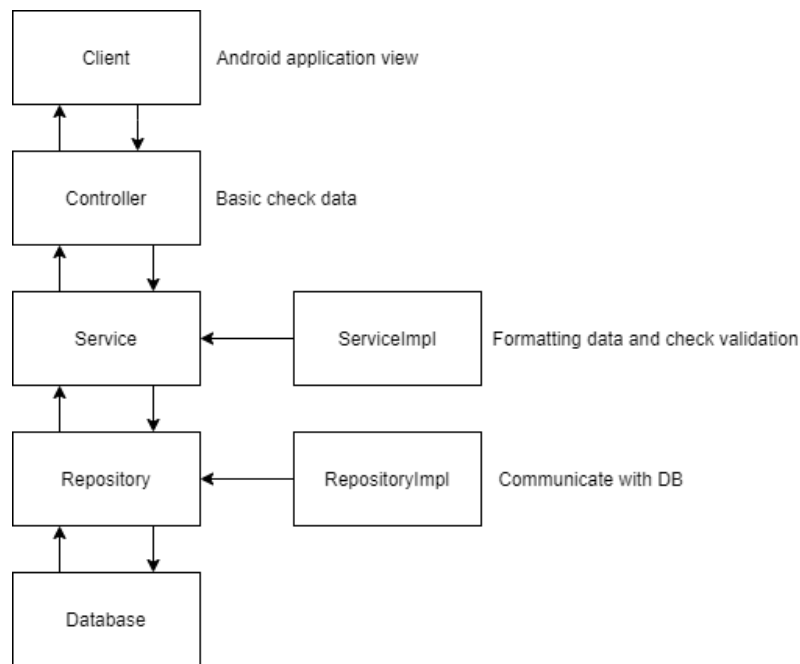 Client
Android application view
Controller
Basic check data
Service
ServiceImpl
Formatting data and check validation
Repository
RepositoryImpl
Communicate with DB
Database